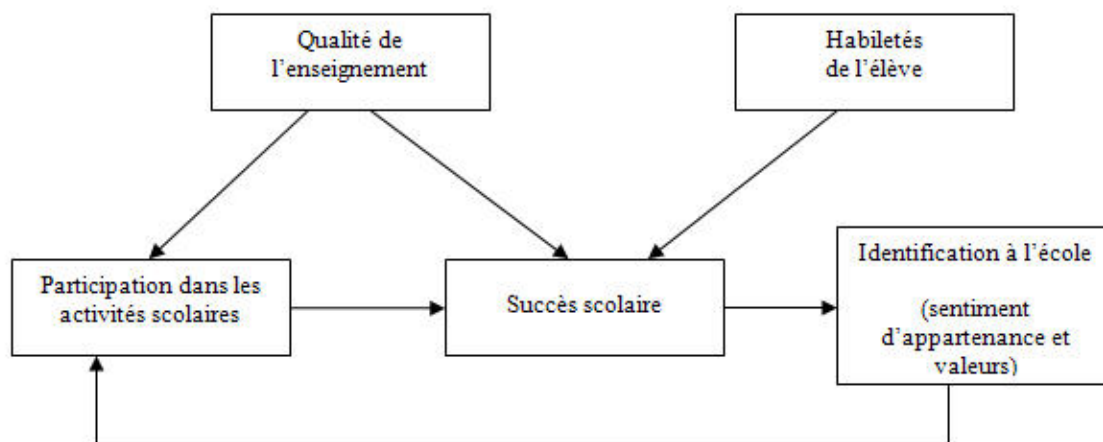 Qualité de
l'enseignement
Habiletés
de l'élève
Participation dans les
activités scolaires
Succès scolaire
Identification à l'école
(sentiment
d'appartenance et
valeurs)